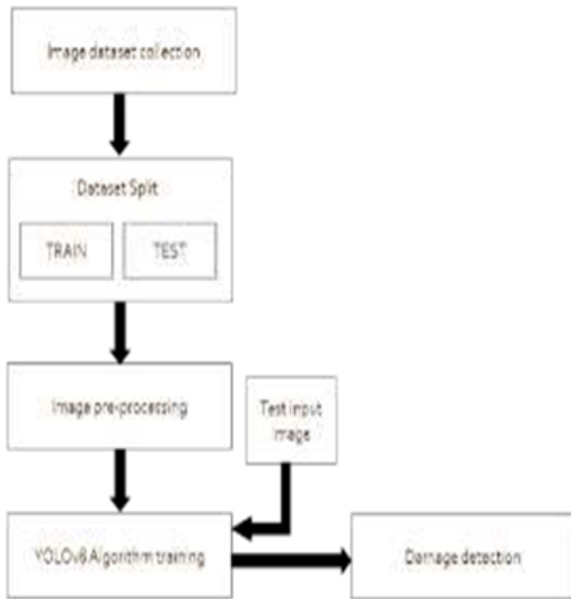 Image dataset collection
Dataset Split
TRAIN
TEST
Image pre-processing
Test input
image
YOLOv8 Algorithm training
Damage detection